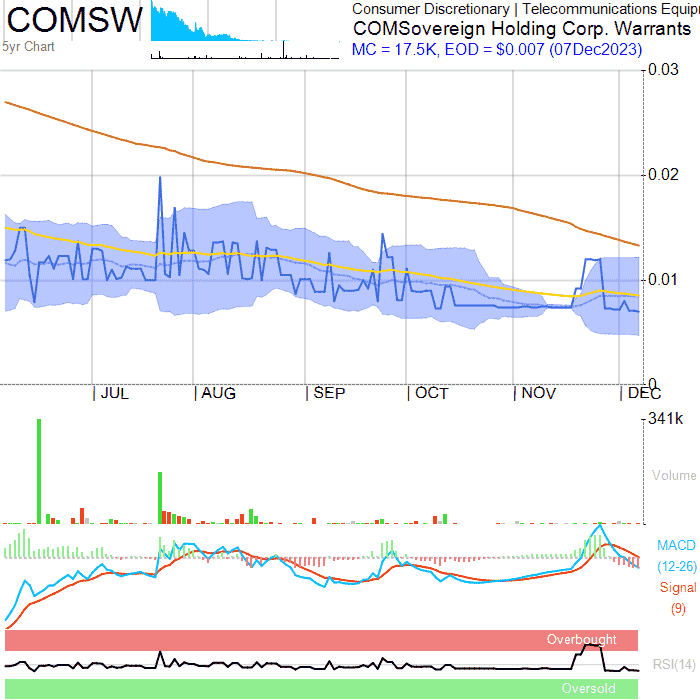 COMSW
5yr Chart
Consumer Discretionary | Telecommunications Equip
COMSovereign Holding Corp. Warrants
MC = 17.5K, EOD = $0.007 (07Dec2023)
0.03
0.02
0.01
0
JUL AUG SEP OCT NOV DEC
341k
Volume
MACD
(12-26)
Signal
(9)
Overbought
RSI(14)
Oversold